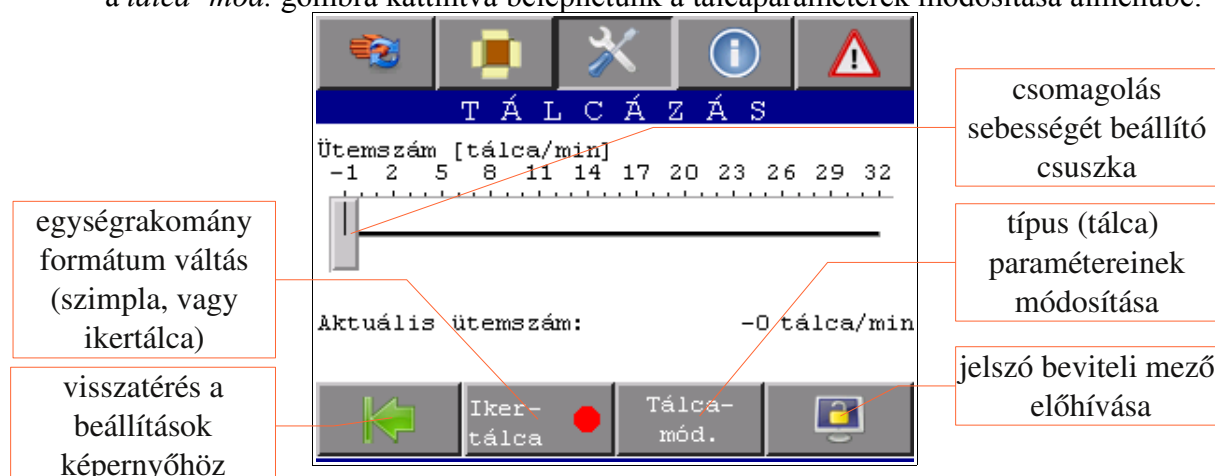 a tálca- mód. gombra kattintva beléphetünk a tálcaparaméterek módosítása almenübe.
TÁLCÁZÁS
Ütemszám [tálca/min]
-1 2 5 8 11 14 17 20 23 26 29 32
Aktuális ütemszám: -0 tálca/min
Iker-
tálca
Tálca-
mód.
egységrakomány
formátum váltás
(szimpla, vagy
ikertálca)
visszatérés a
beállítások
képernyőhöz
csomagolás
sebességét beállító
csuszka
típus (tálca)
paramétereinek
módosítása
jelszó beviteli mező
előhívása